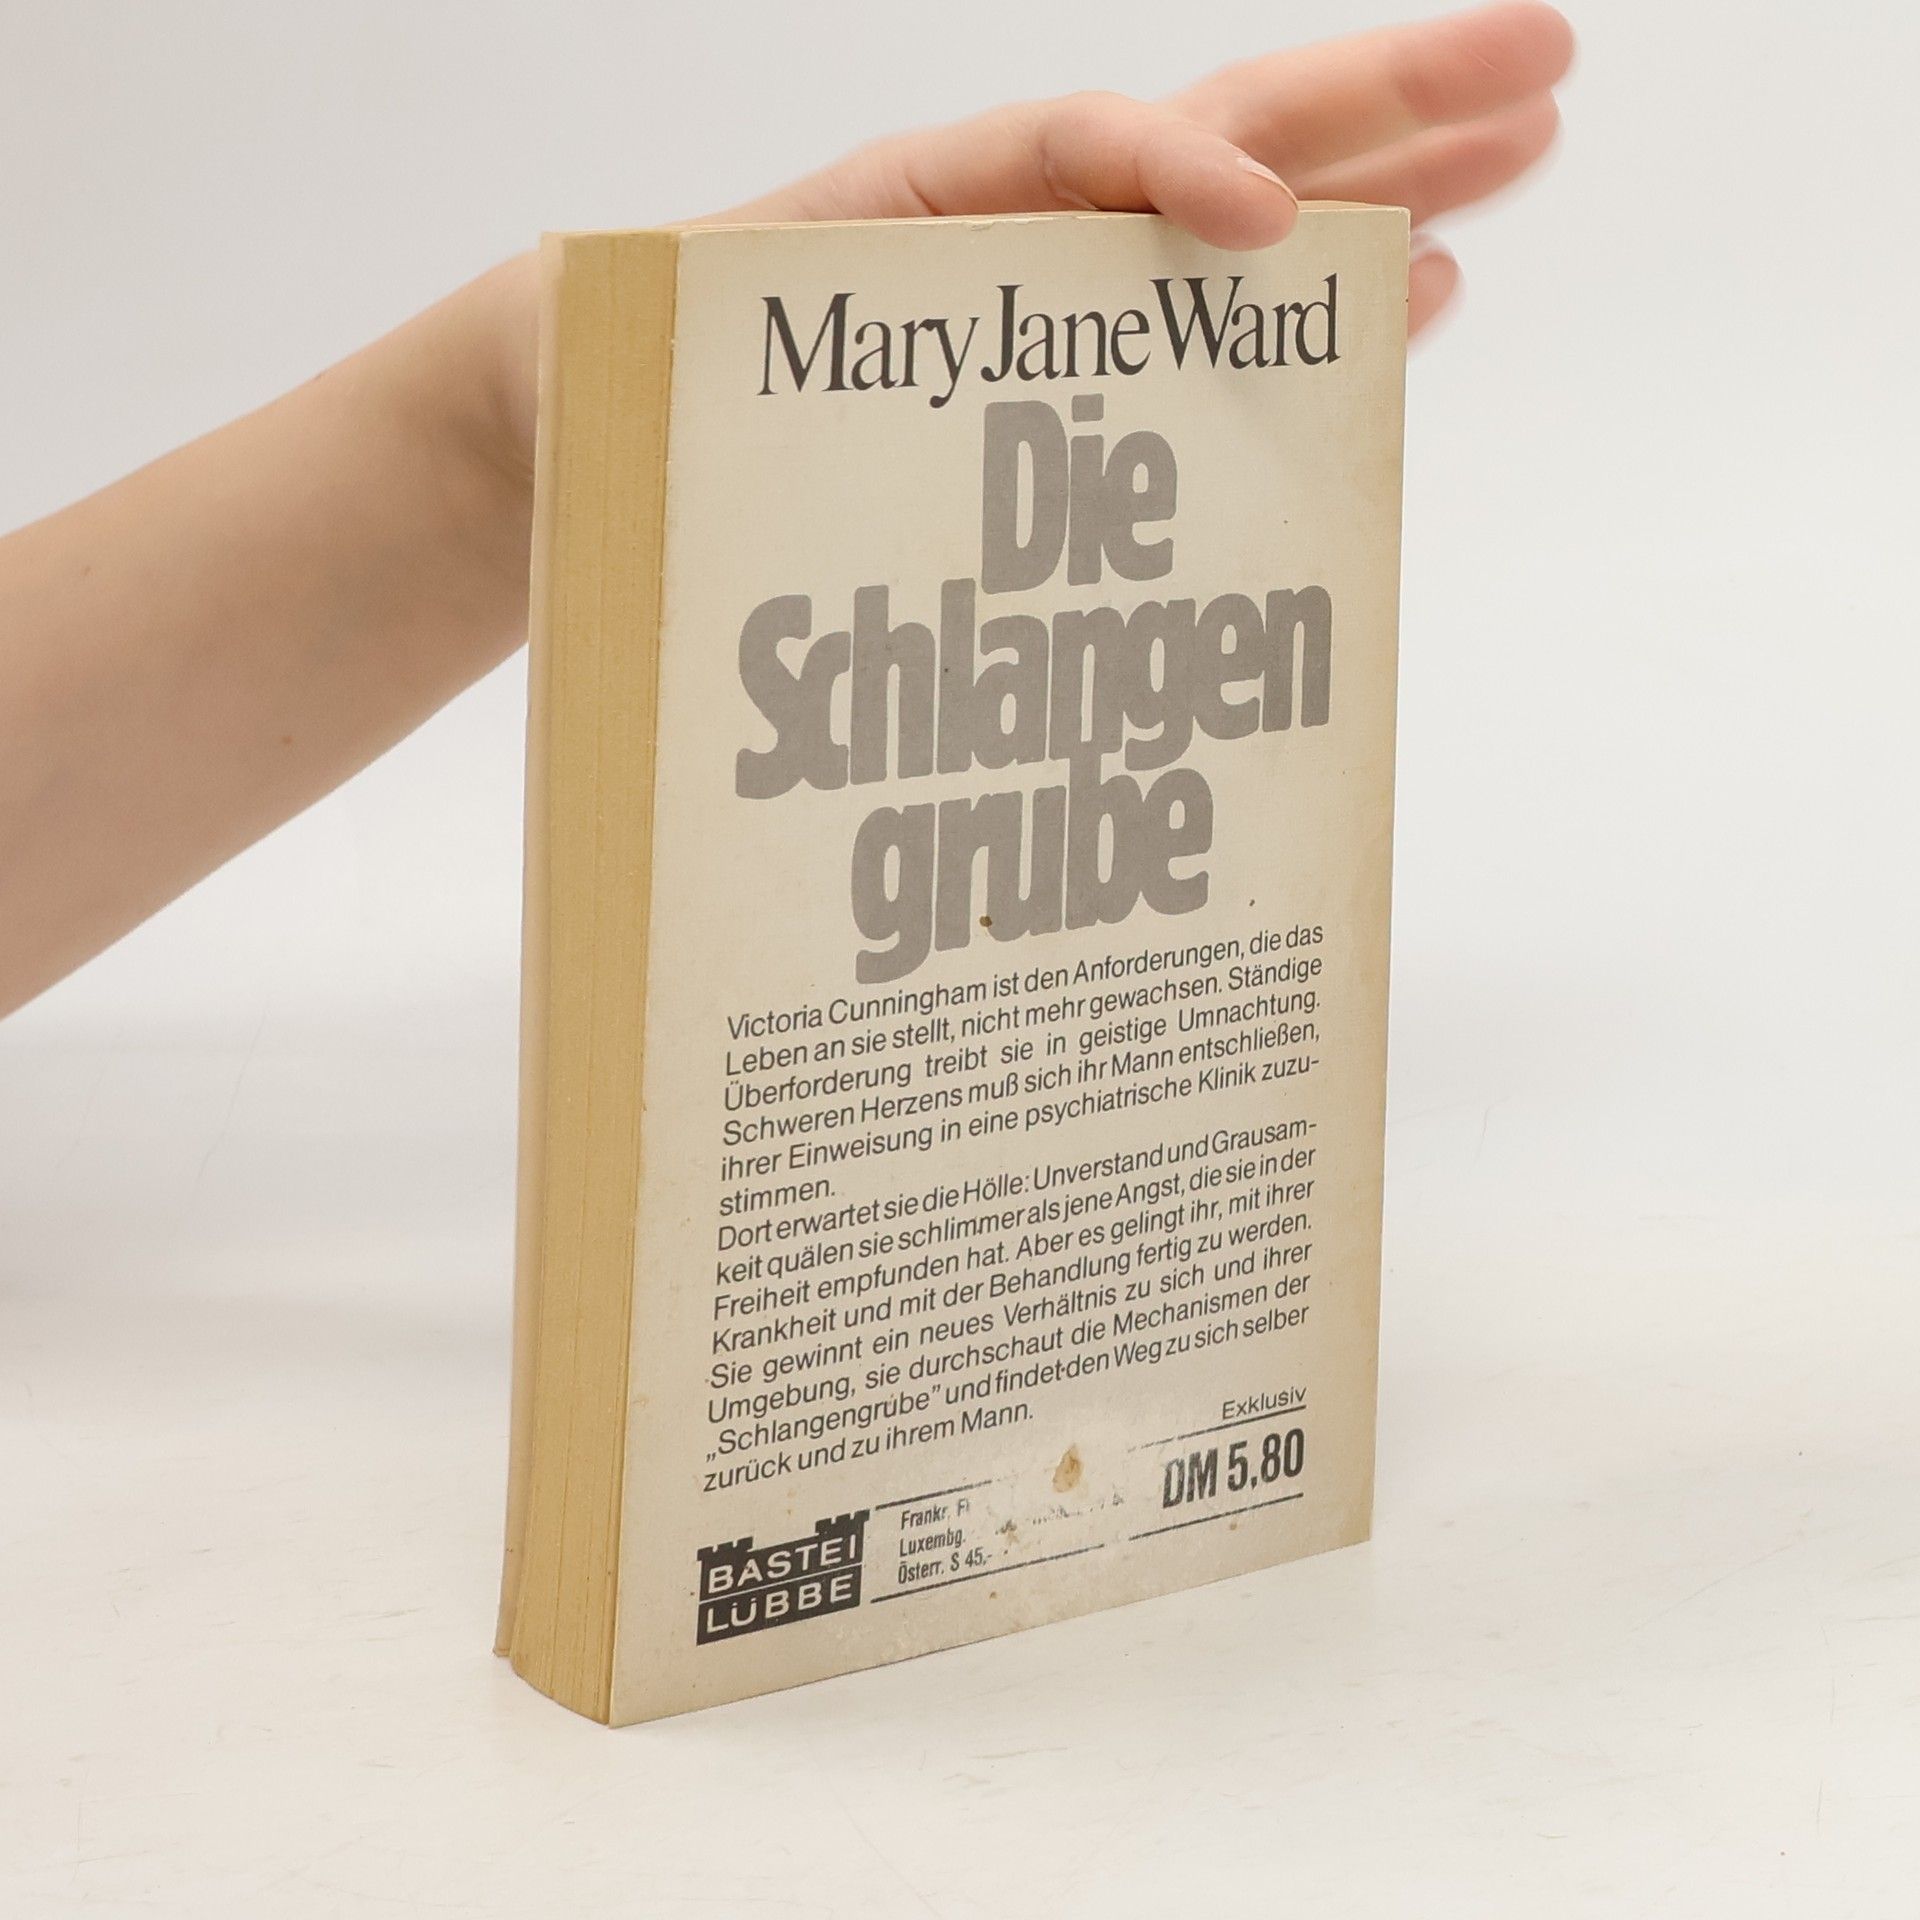 Mary Jane Ward
Die
Schlangen
grube
Victoria Cunningham ist den Anforderungen, die das
Leben an sie stellt, nicht mehr gewachsen. Ständige
Überforderung treibt sie in geistige Umnachtung.
Schweren Herzens muß sich ihr Mann entschließen,
ihrer Einweisung in eine psychiatrische Klinik zuzu-
stimmen.
Dort erwartet sie die Hölle: Unverstand und Grausam-
keit quälen sie schlimmer als jene Angst, die sie in der
Freiheit empfunden hat. Aber es gelingt ihr, mit ihrer
Krankheit und mit der Behandlung fertig zu werden.
Sie gewinnt ein neues Verhältnis zu sich und ihrer
Umgebung, sie durchschaut die Mechanismen der
„Schlangengrube” und findet den Weg zu sich selber
zurück und zu ihrem Mann.
Exklusiv
DM 5.80
Frankr.
Luxembg.
Österr. S 45,-
BASTEI
LÜBBE